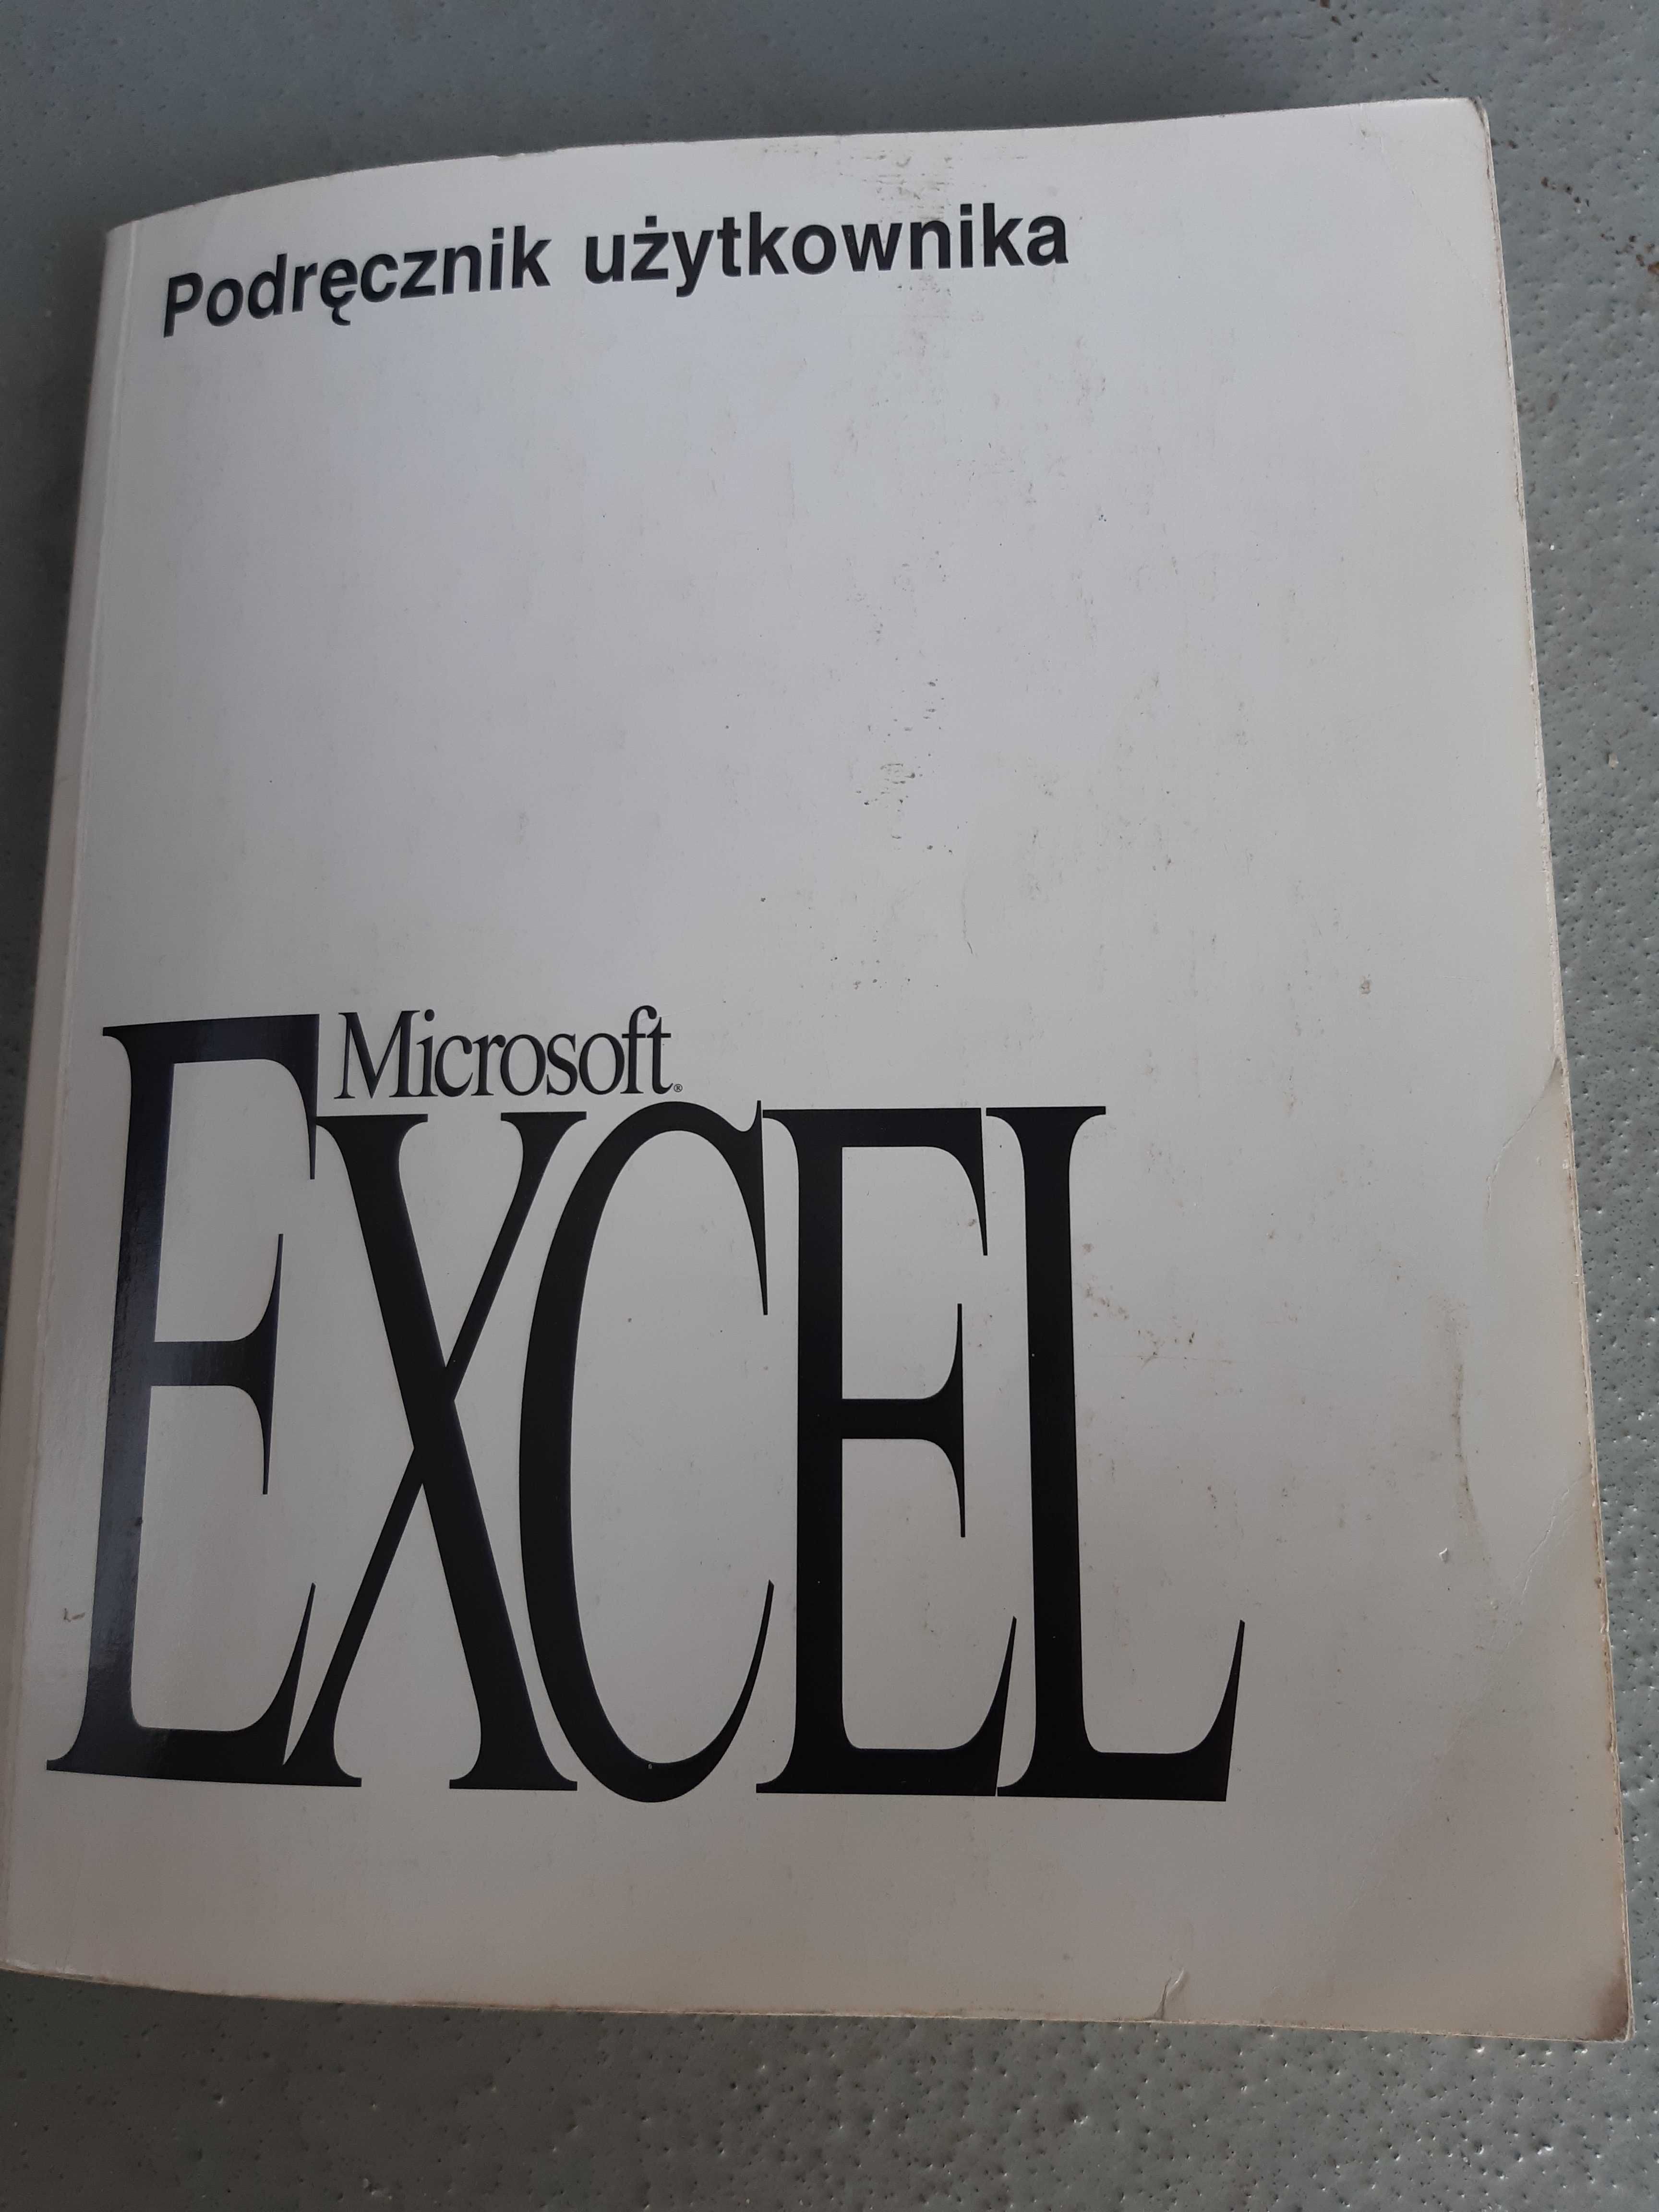 Podręcznik użytkownika
Microsoft®
EXCEL